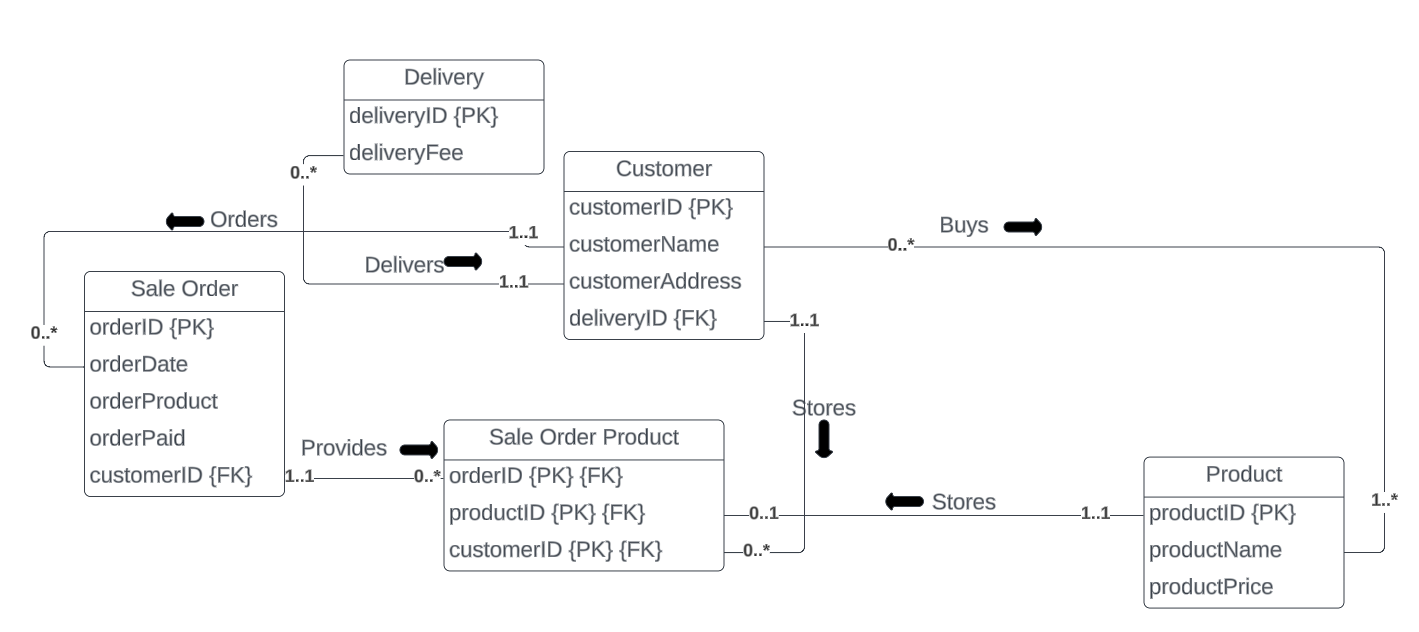 Delivery
deliveryID {PK}
deliveryFee
0..*
Customer
customerID {PK}
customerName
customerAddress
deliveryID {FK}
Orders
1..1
Delivers
1..1
Buys
0..*
1..1
Sale Order
orderID {PK}
orderDate
orderProduct
orderPaid
customerID {FK}
0..*
Stores
Provides
1..1
0..*
Sale Order Product
orderID {PK} {FK}
productID {PK} {FK}
customerID {PK} {FK}
0..1
0..*
Stores
1..1
Product
productID {PK}
productName
productPrice
1..*